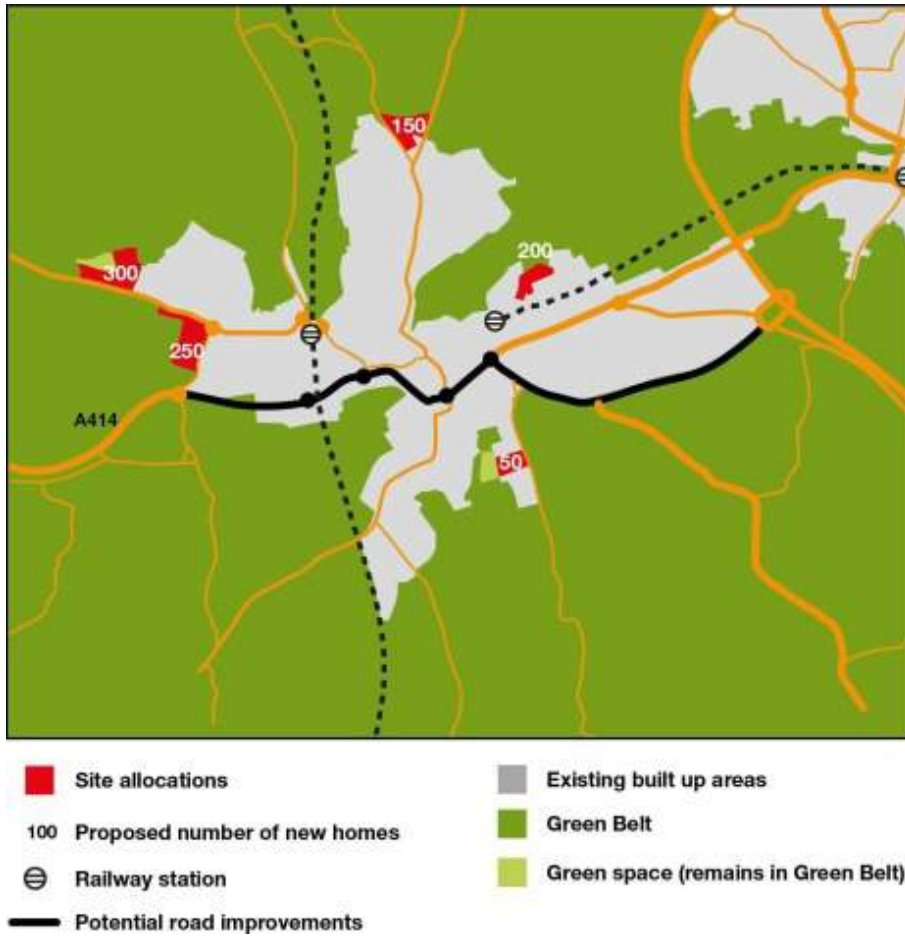 150
200
300
250
A414
50
Site allocations
100 Proposed number of new homes
Railway station
Potential road improvements
Existing built up areas
Green Belt
Green space (remains in Green Belt)